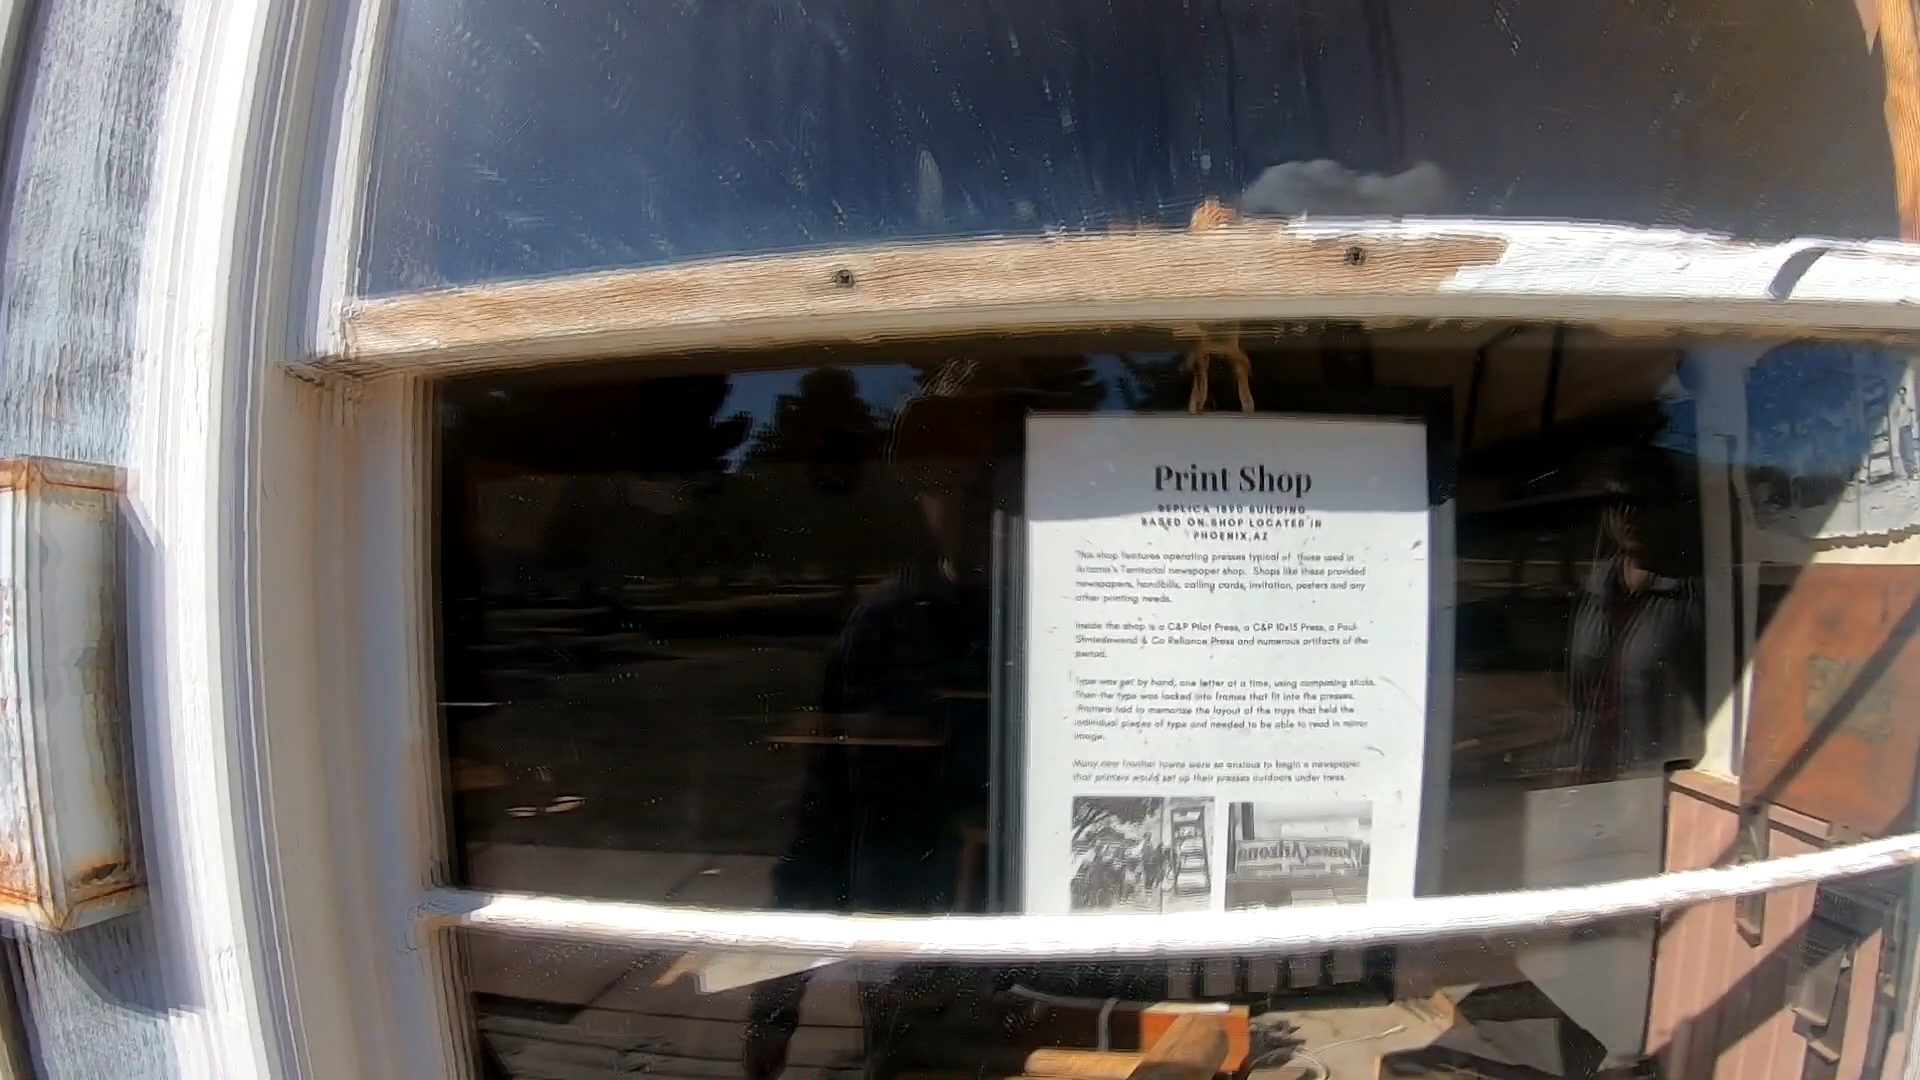 Print Shop
REPLICA 1890 BUILDING
BASED ON SHOP LOCATED IN
PHOENIX, AZ
This shop features operating presses typical of those used in
Arizona's Territorial newspaper shop. Shops like these provided
newspapers, handbills, calling cards, invitation, posters and any
other printing needs.
Inside the shop is a C&P Pilot Press, a C&P 10x15 Press, a Paul
& Co Reliance Press and numerous artifacts of the
period.
Type was set by hand, one letter at a time, using composing sticks.
Then the type was locked into frames that fit into the presses.
Printers had to memorize the layout of the trays that held the
individual pieces of type and needed to be able to read in mirror
image.
Many new frontier towns were so anxious to begin a newspaper
that printers would set up their presses outdoors under trees.